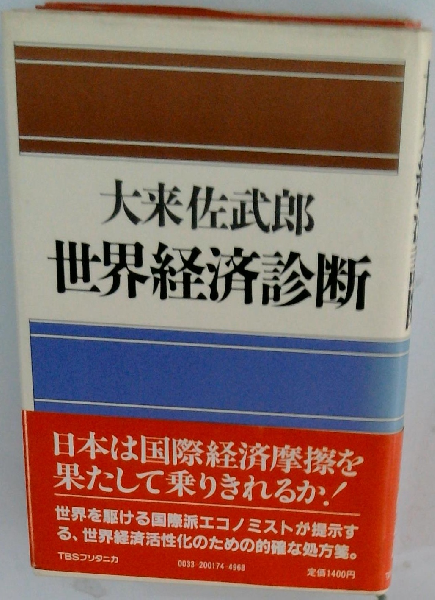 大来佐武郎
世界経済診断
日本は国際経済摩擦を
果たして乗りきれるか!
世界を駆ける国際派エコノミストが提示す
る、世界経済活性化のための的確な処方箋。
TBSブリタニカ
0033-200174-4968
定価1400円